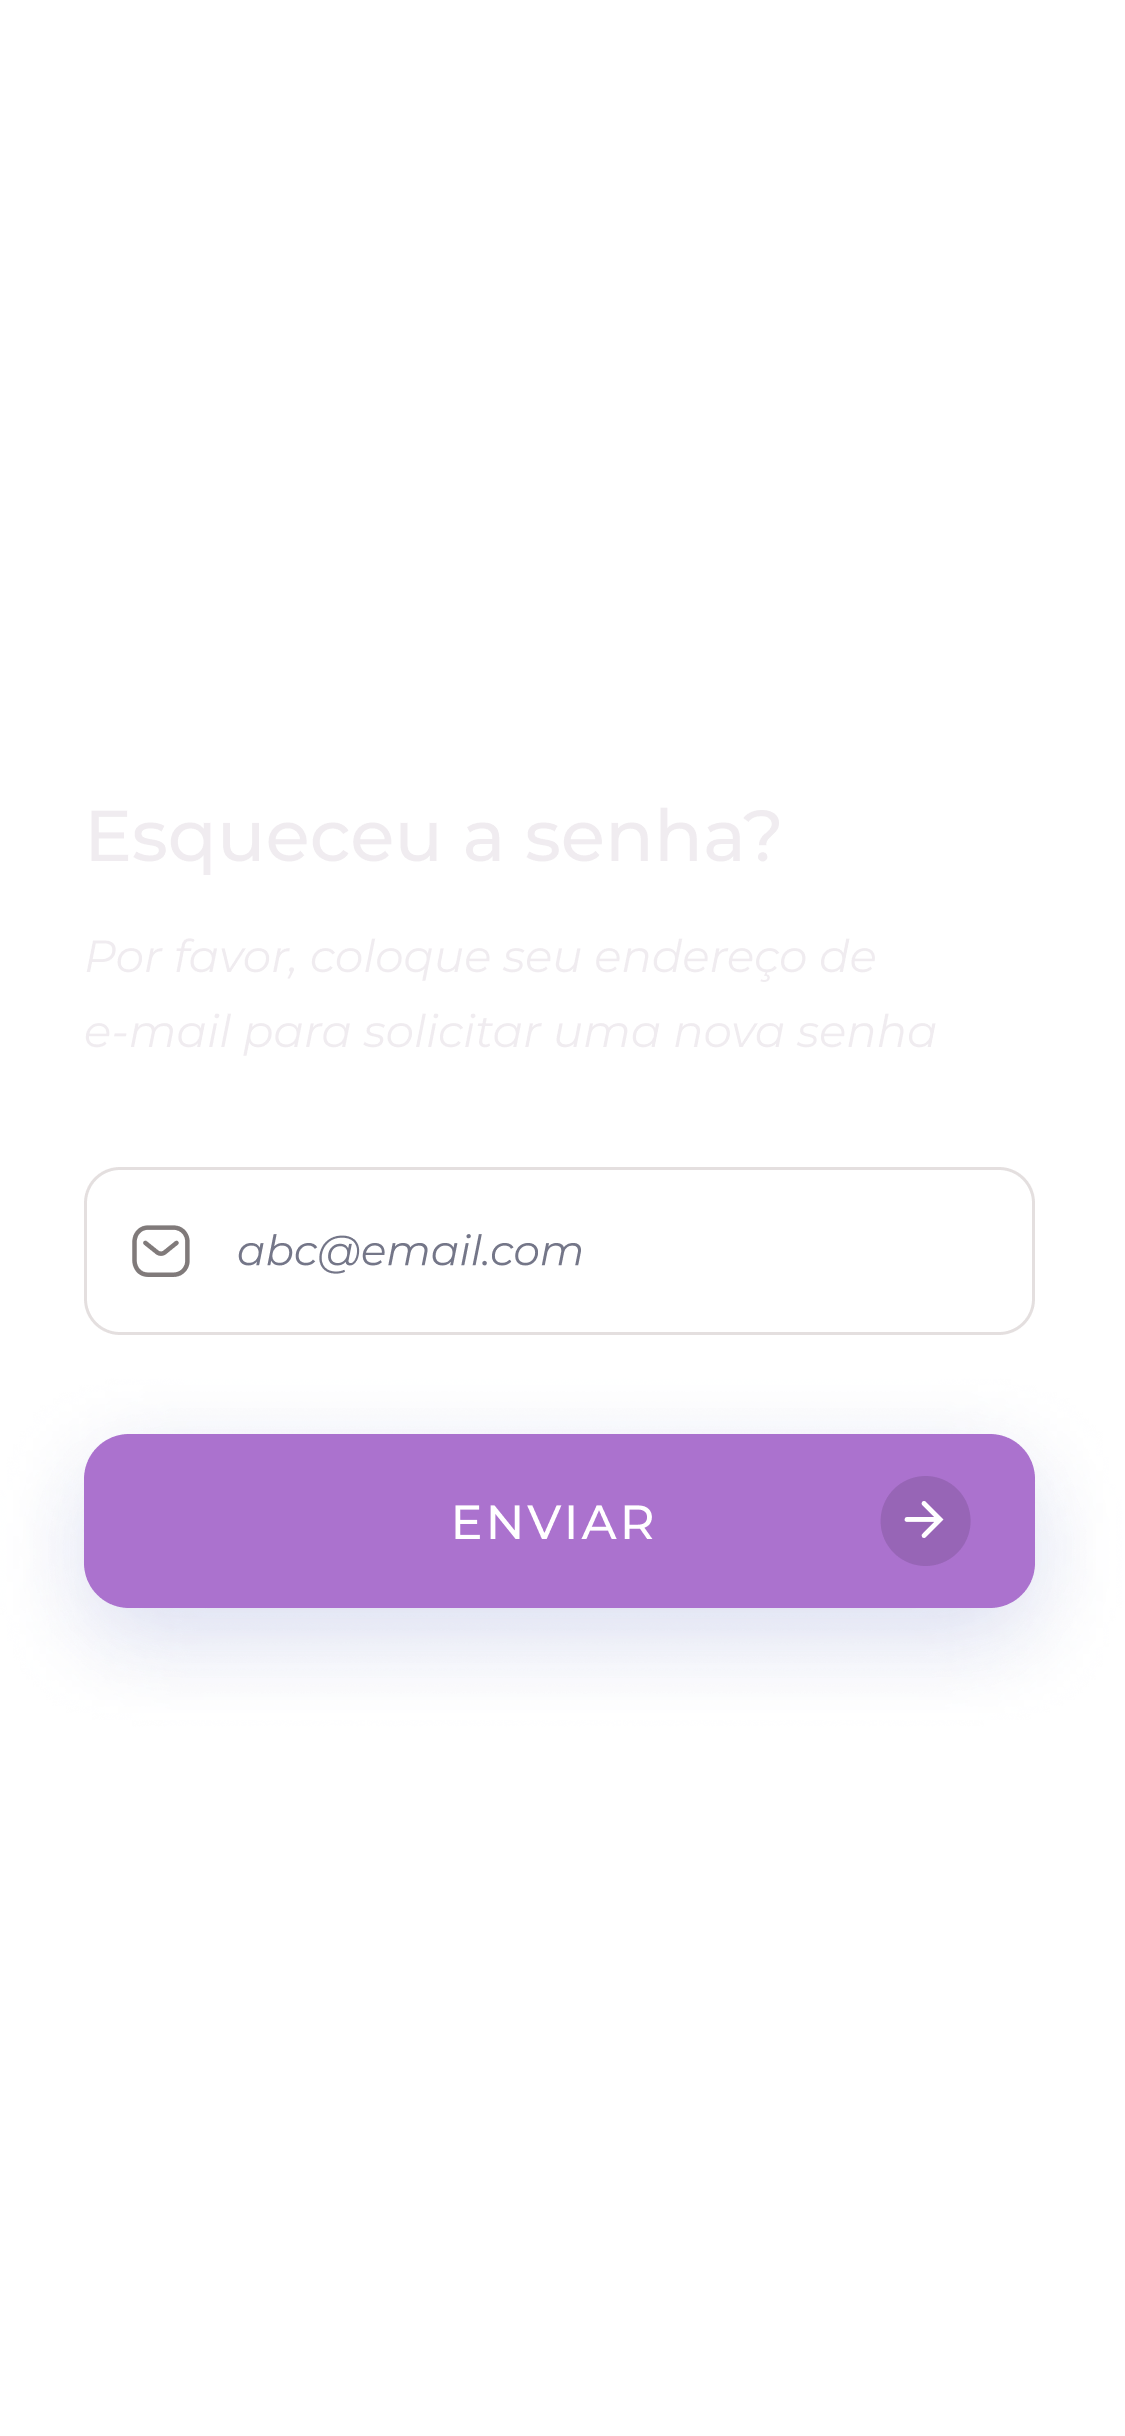 Esqueceu a senha?
Por favor, coloque seu endereço de
e-mail para solicitar uma nova senha
abc@email.com
ENVIAR